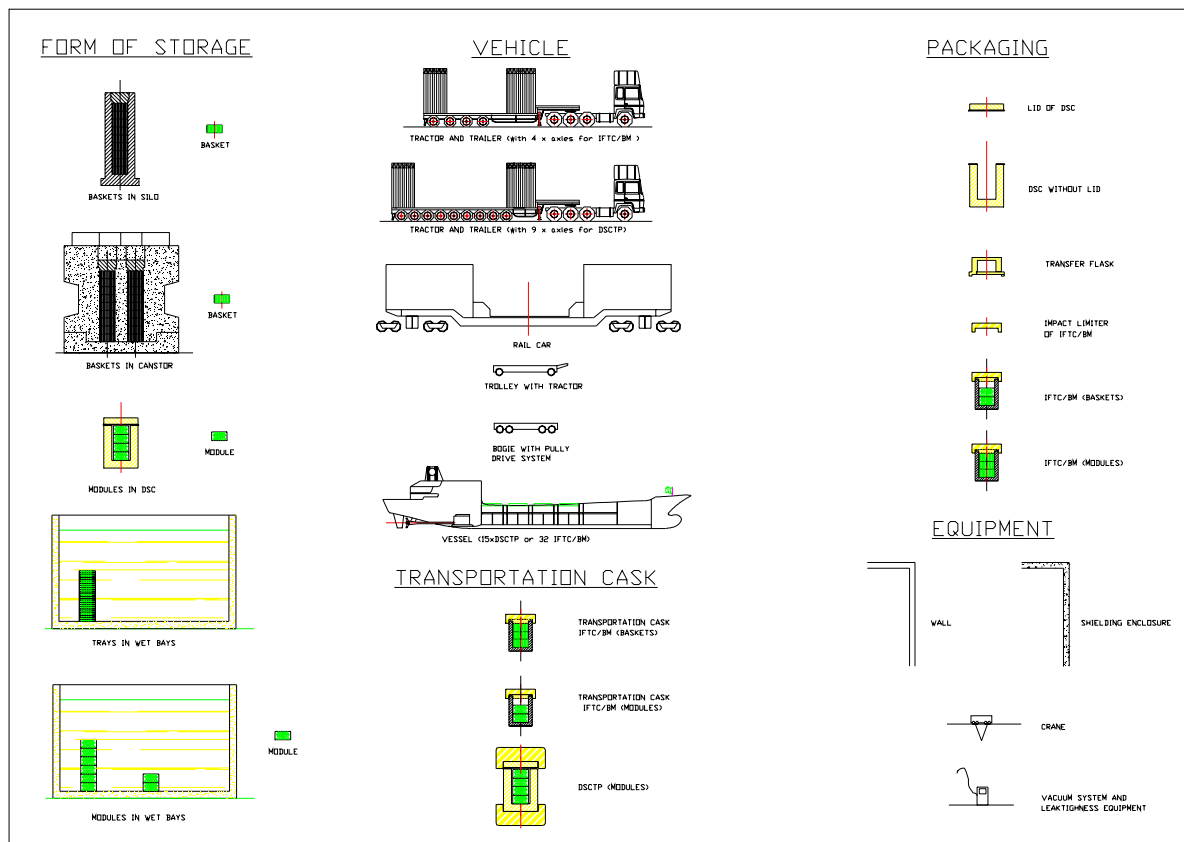 FORM OF STORAGE
BASKETS IN SILO
BASKET
BASKETS IN CANSTOR
BASKET
MODULES IN DSC
MODULE
TRAYS IN WET BAYS
MODULES IN WET BAYS
MODULE
VEHICLE
TRACTOR AND TRAILER (With 4 x axles for IFTC/BM )
TRACTOR AND TRAILER (With 9 x axles for DSCTP)
RAIL CAR
TROLLEY WITH TRACTOR
BOGIE WITH PULLY
DRIVE SYSTEM
VESSEL (15xDSCTP or 32 IFTC/BM)
TRANSPORTATION CASK
TRANSPORTATION CASK
IFTC/BM (BASKETS)
TRANSPORTATION CASK
IFTC/BM (MODULES)
DSCTP (MODULES)
PACKAGING
LID OF DSC
DSC WITHOUT LID
TRANSFER FLASK
IMPACT LIMITER
OF IFTC/BM
IFTC/BM (BASKETS)
IFTC/BM (MODULES)
EQUIPMENT
WALL
SHIELDING ENCLOSURE
CRANE
VACUUM SYSTEM AND
LEAKTIGHNESS EQUIPMENT